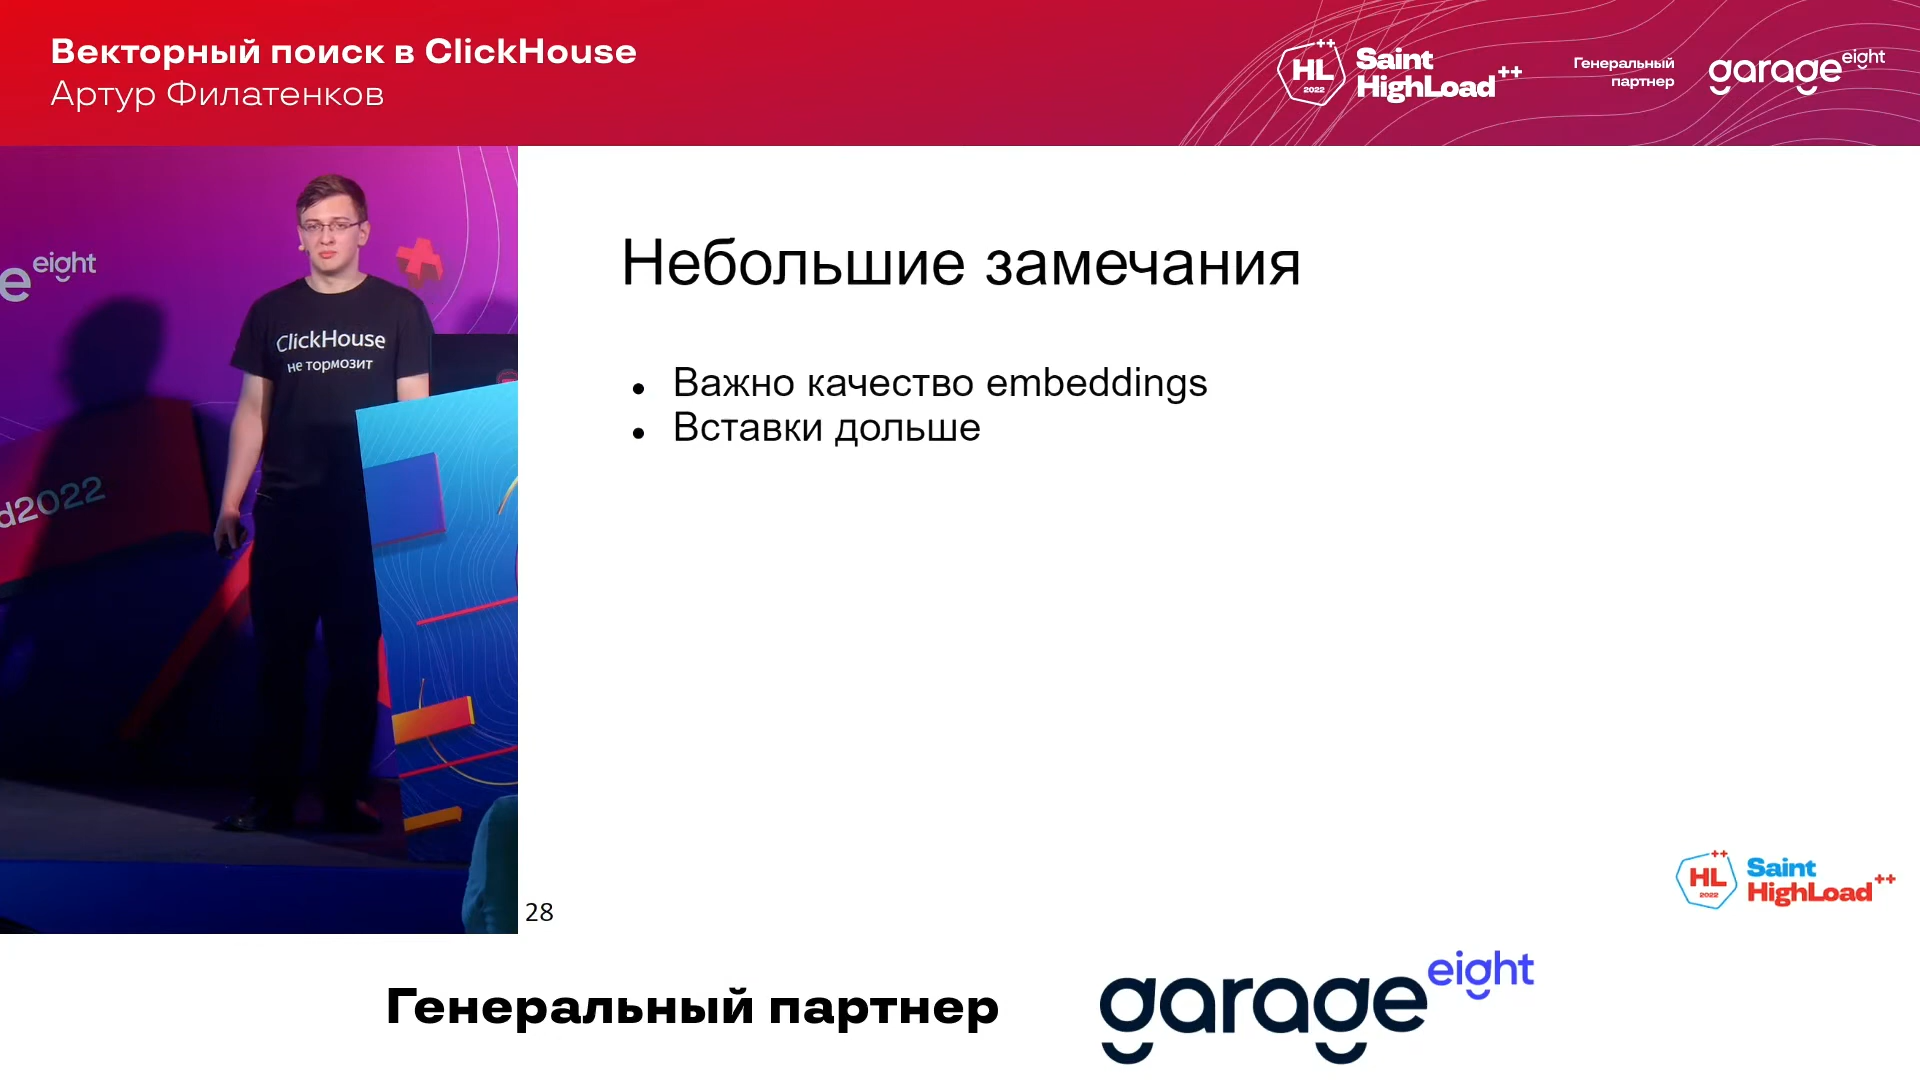 Векторный поиск в ClickHouse
Артур Филатенков
HL
2022
Saint
HighLoad++
Генеральный
партнер
garage eight
e eight
ClickHouse
не тормозит
d2022
Небольшие замечания
• Важно качество embeddings
• Вставки дольше
HL
2022
Saint
HighLoad++
28
Генеральный партнер
garage eight